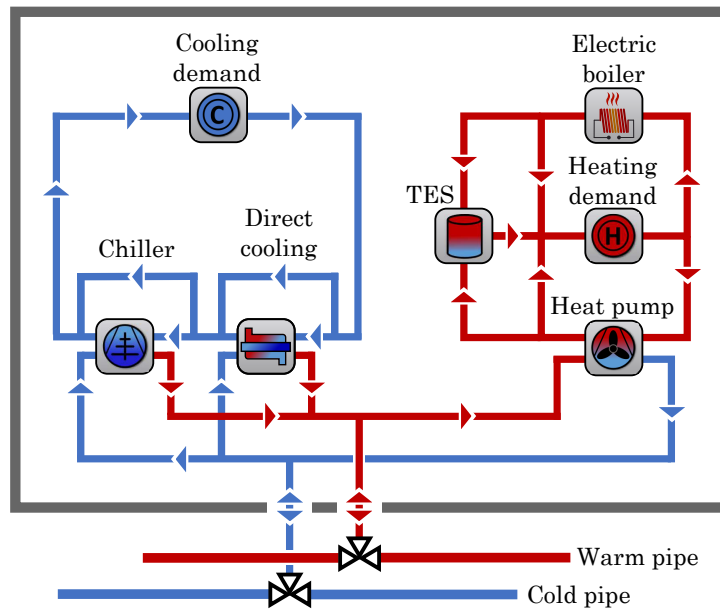 Cooling
demand
C
Electric
boiler
TES
Heating
demand
H
Direct
cooling
Chiller
Heat pump
Warm pipe
Cold pipe